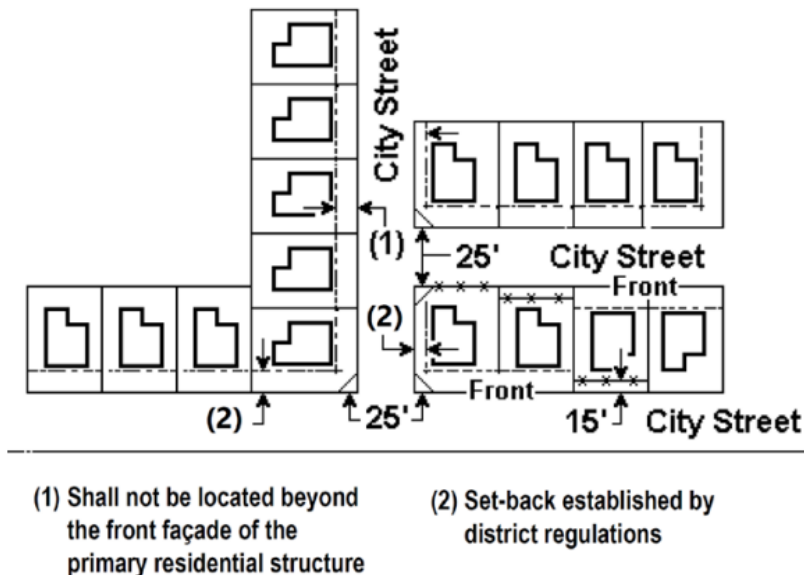 City Street
(1)
25'
City Street
Front
(2)
Front
(2)
25'
15'
City Street
(1) Shall not be located beyond
the front façade of the
primary residential structure
(2) Set-back established by
district regulations